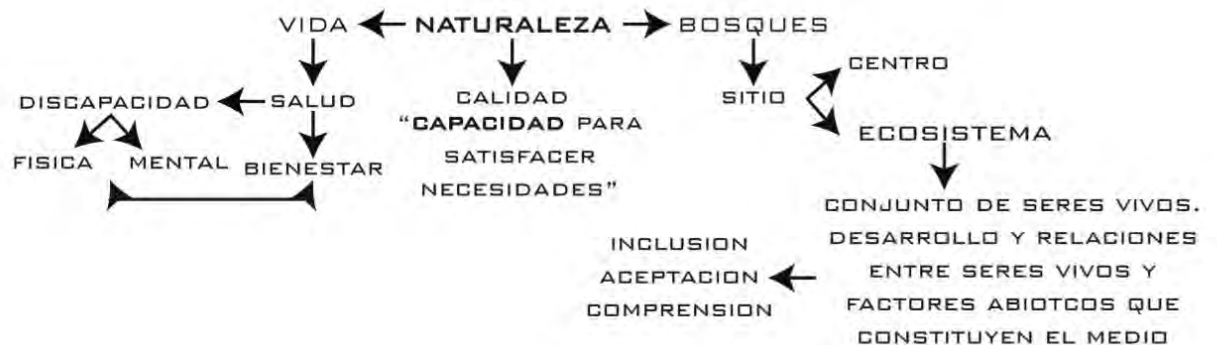 VIDA NATURALEZA BOSQUES
CENTRO
DISCAPACIDAD SALUD
CALIDAD
SITIO
"CAPACIDAD PARA
SATISFACER
NECESIDADES"
ECOSISTEMA
FISICA MENTAL BIENESTAR
CONJUNTO DE SERES VIVOS.
DESARROLLO Y RELACIONES
ENTRE SERES VIVOS Y
FACTORES ABIOTCOS QUE
CONSTITUYEN EL MEDIO
INCLUSION
ACEPTACION
COMPRENSION